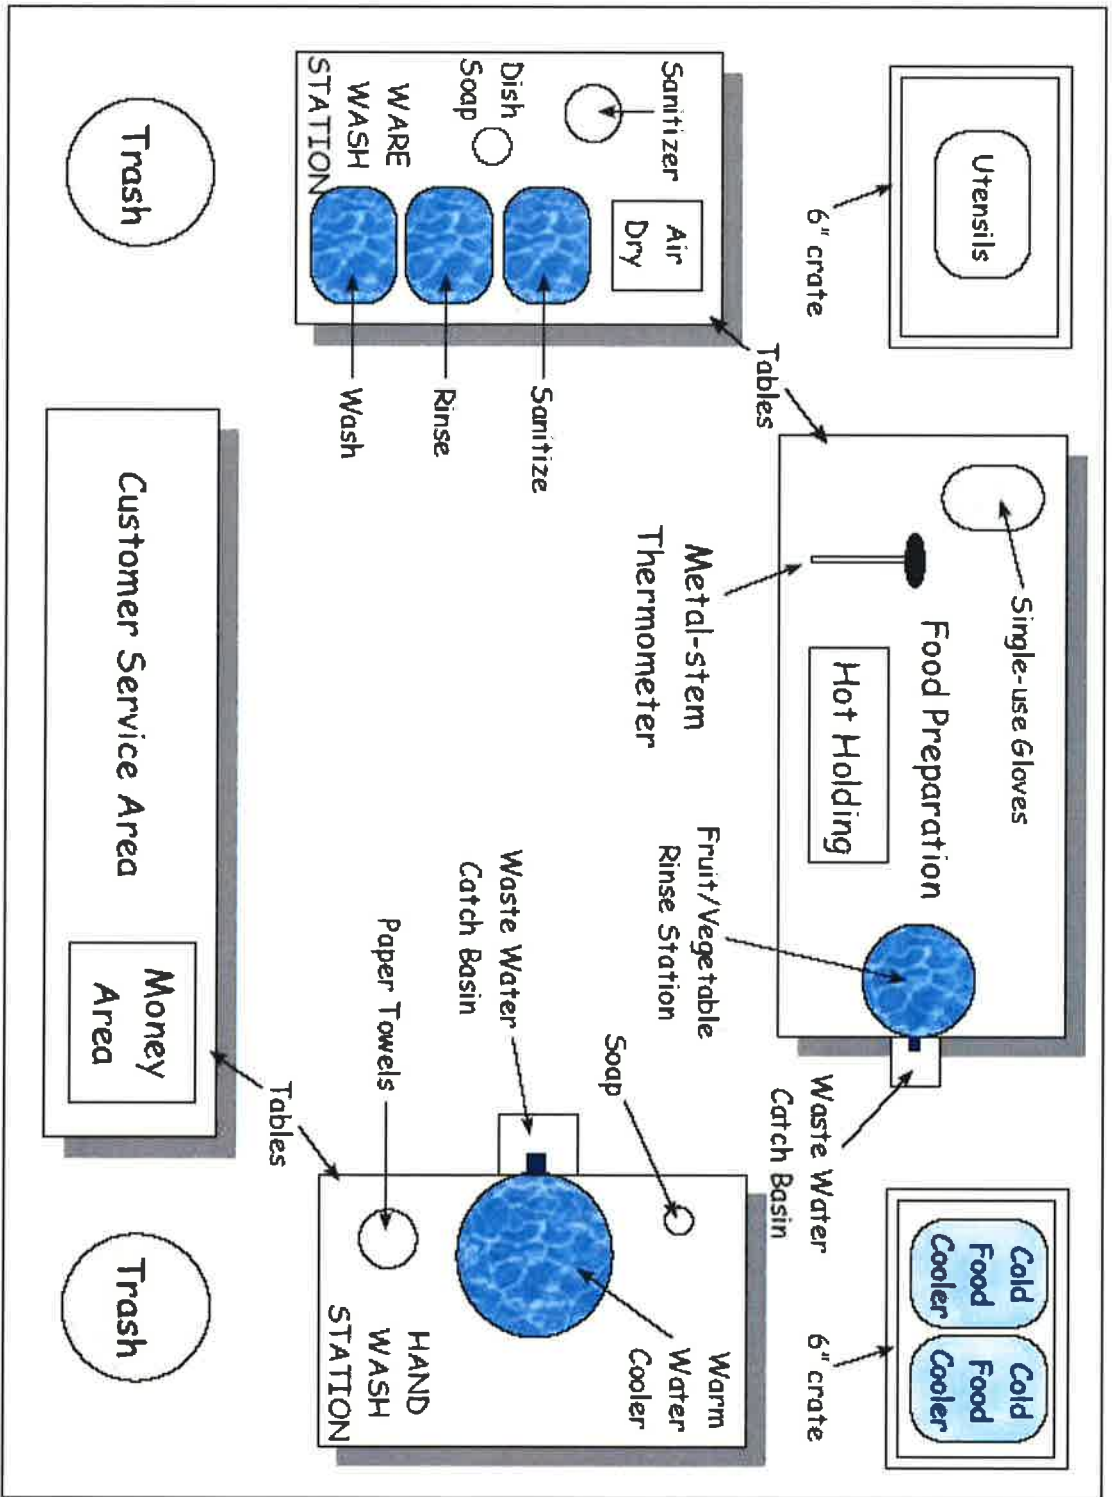 Utensils
6" crate
Single-use Gloves
Food Preparation
Hot Holding
Metal-stem
Thermometer
Fruit/Vegetable
Rinse Station
Waste Water
Catch Basin
Cold
Food
Cooler
Cold
Food
Cooler
6" crate
Tables
Sanitizer
Air
Dry
Dish
Soap
WARE
WASH
STATION
Sanitize
Rinse
Wash
Soap
Waste Water
Catch Basin
Paper Towels
Warm
Water
Cooler
HAND
WASH
STATION
Tables
Trash
Customer Service Area
Money
Area
Trash